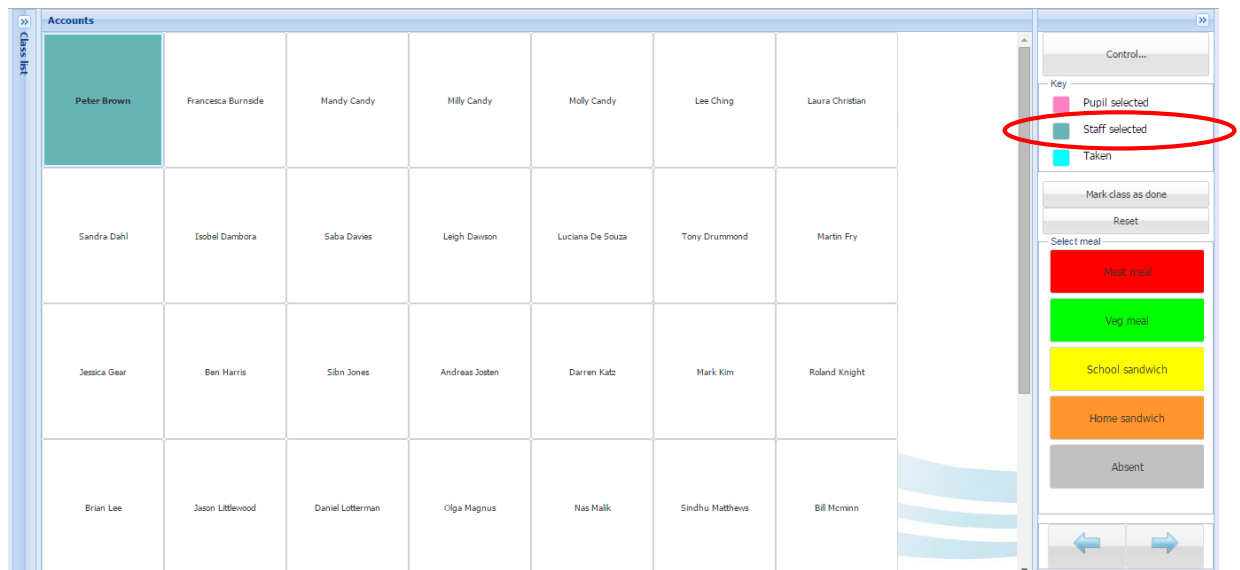 Class list
Accounts
Peter Brown
Francesca Burnside
Mandy Candy
Milly Candy
Molly Candy
Lee Ching
Laura Christian
Sandra Dahl
Isobel Dambora
Saba Davies
Leigh Dawson
Luciana De Souza
Tony Drummond
Martin Fry
Jessica Gear
Ben Harris
Sibn Jones
Andreas Josten
Darren Katz
Mark Kim
Roland Knight
Brian Lee
Jason Littlewood
Daniel Lotterman
Olga Magnus
Nas Malik
Sindhu Matthews
Bill Mcminn
Control...
Key
Pupil selected
Staff selected
Taken
Mark class as done
Reset
Select meal
Meat meal
Veg meal
School sandwich
Home sandwich
Absent